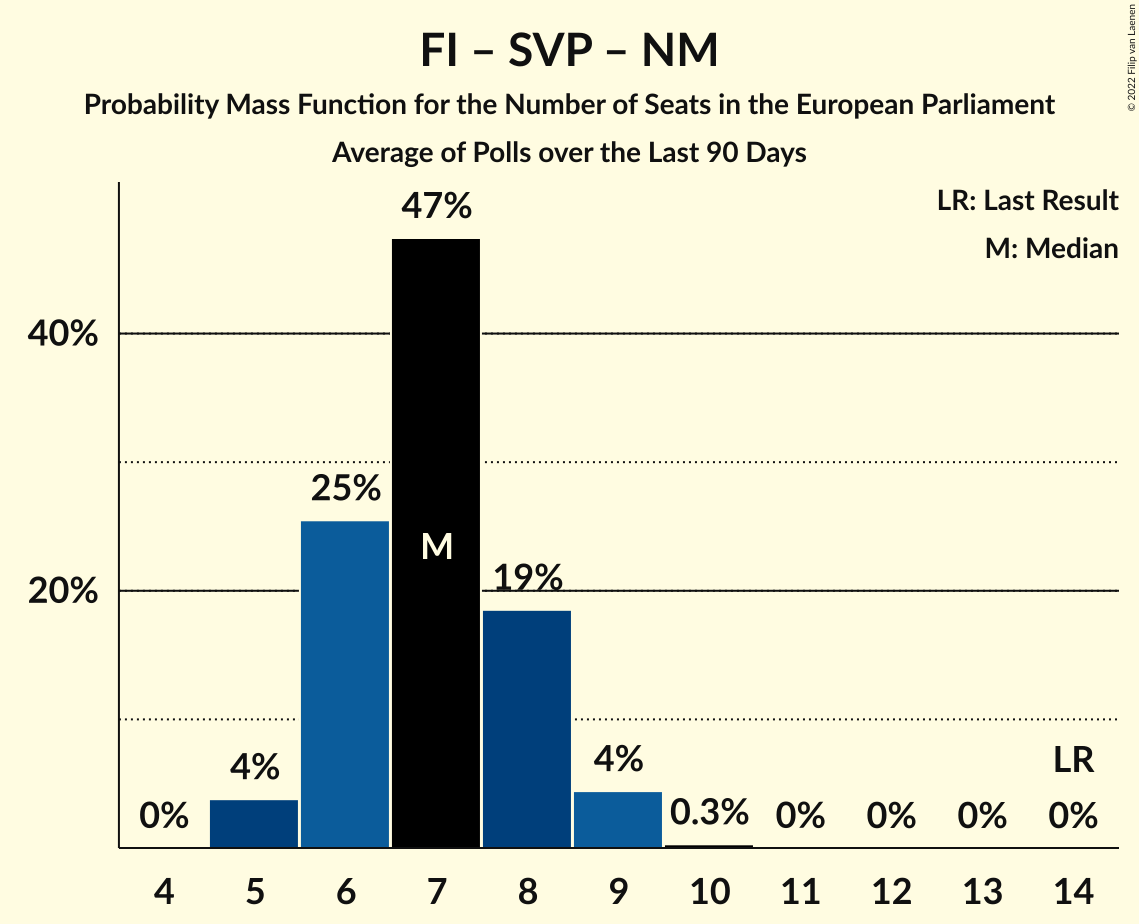 FI – SVP – NM
Probability Mass Function for the Number of Seats in the European Parliament
Average of Polls over the Last 90 Days
© 2022 Filip van Laenen
LR: Last Result
M: Median
47%
40%
25%
M
19%
20%
4%
4%
LR
0%
0.3%
0%
0%
0%
0%
4 5 6 7 8 9 10 11 12 13 14